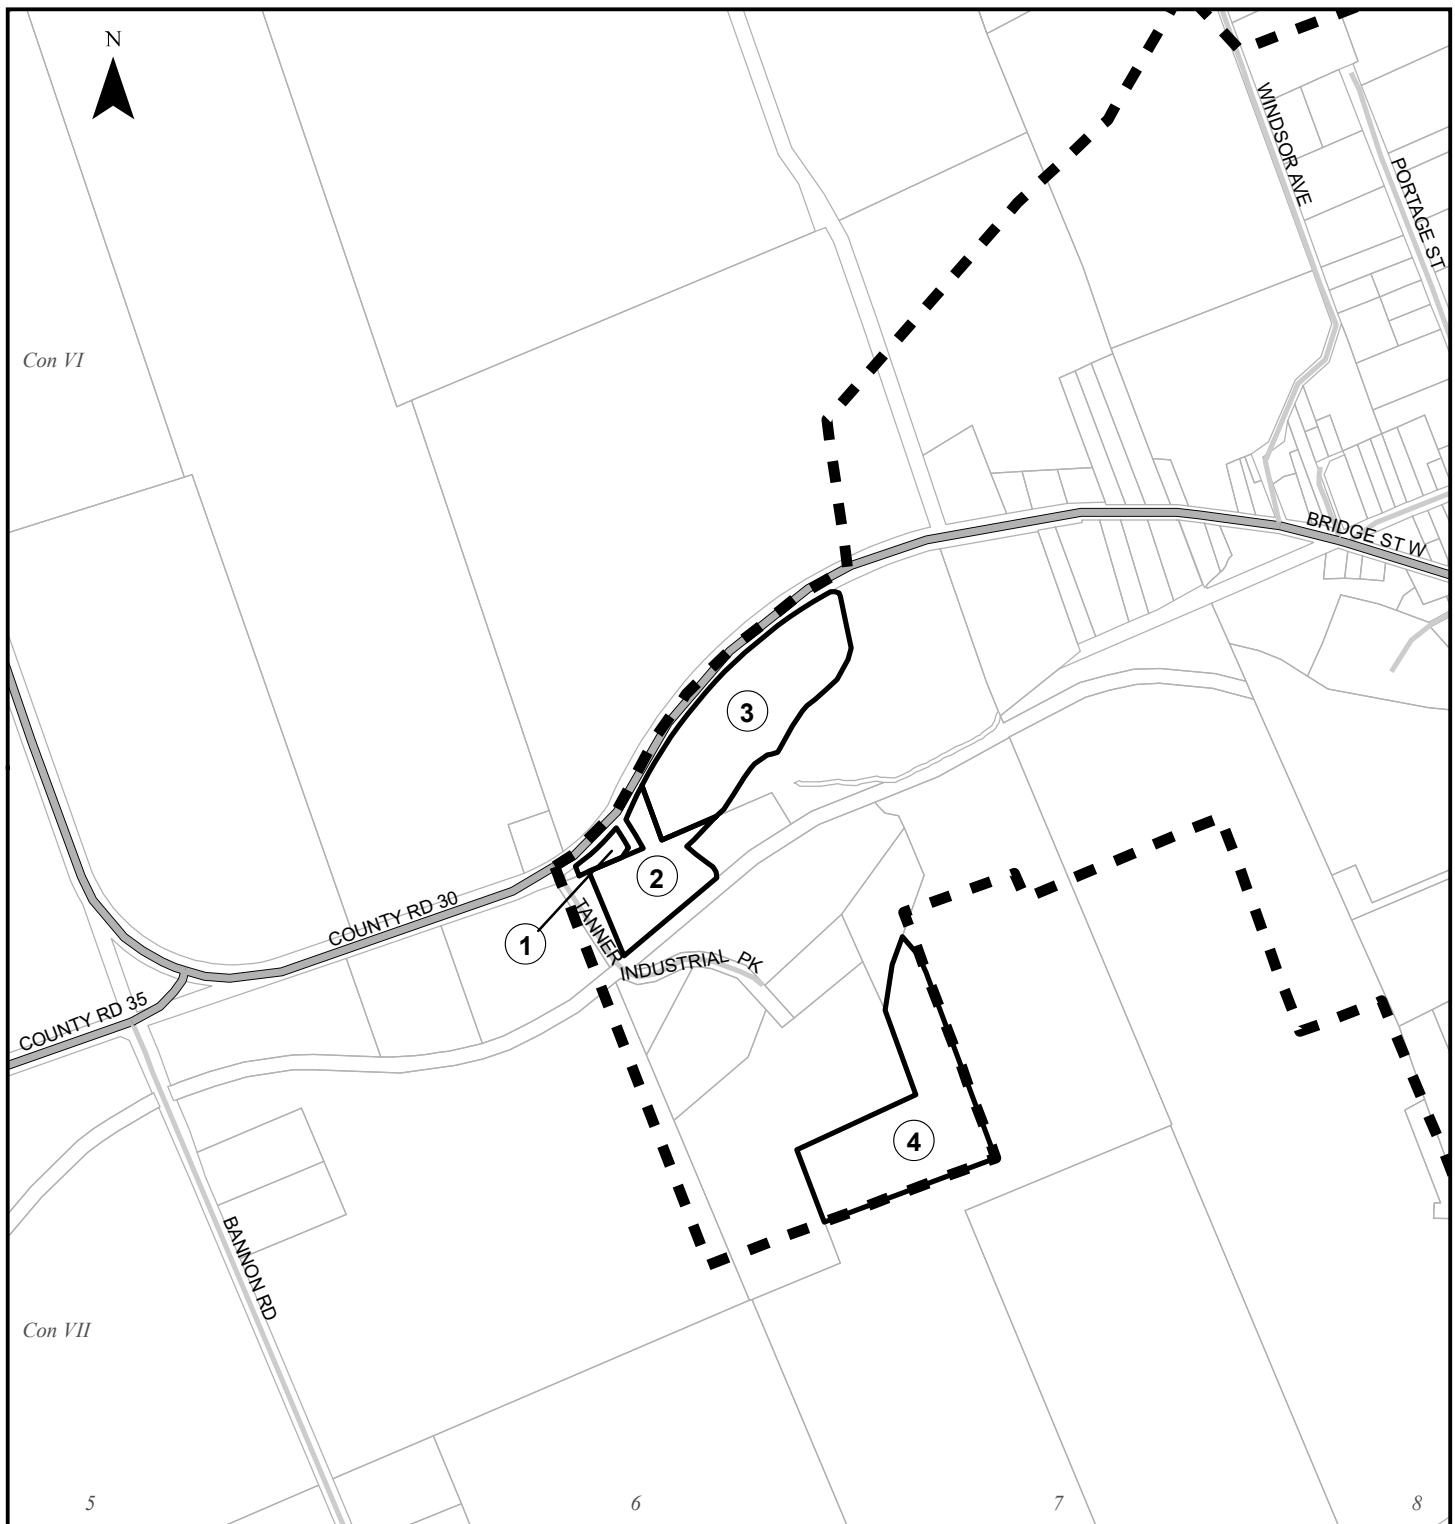 N
WINDSOR AVE
PORTAGE ST
Con VI
BRIDGE ST W
3
2
1
COUNTY RD 30
TANNER
INDUSTRIAL PK
COUNTY RD 35
4
BANNON RD
Con VII
5
6
7
8